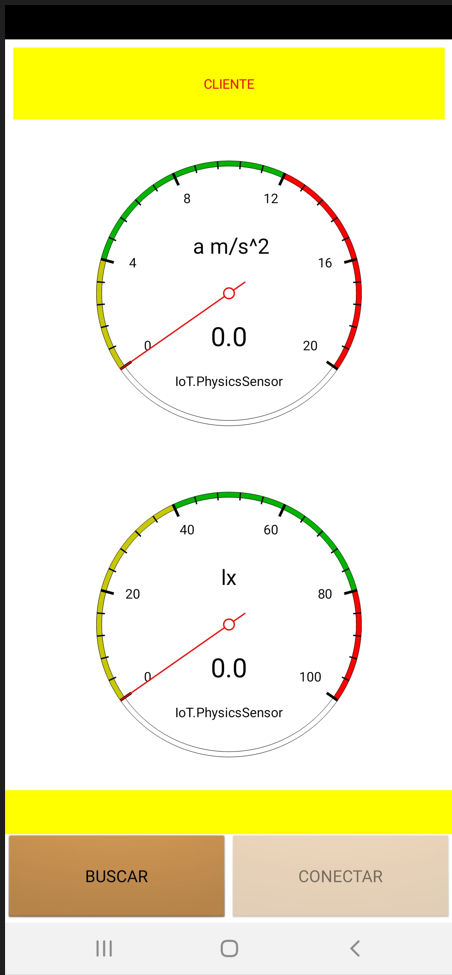 CLIENTE
8 12
a m/s^2
4 16
0 0.0 20
IoT.PhysicsSensor
40 60
lx
20 80
0 0.0 100
IoT.PhysicsSensor
BUSCAR CONECTAR